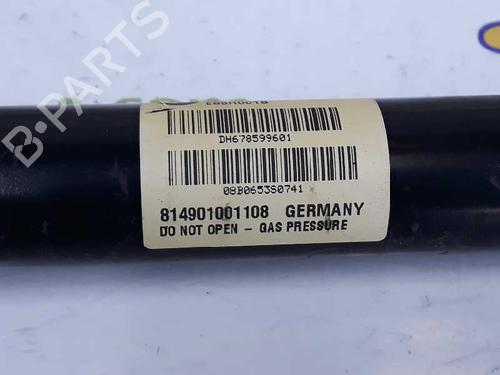 DH678599601
08B0653S0741
814901001108 GERMANY
DO NOT OPEN - GAS PRESSURE
B-PARTS